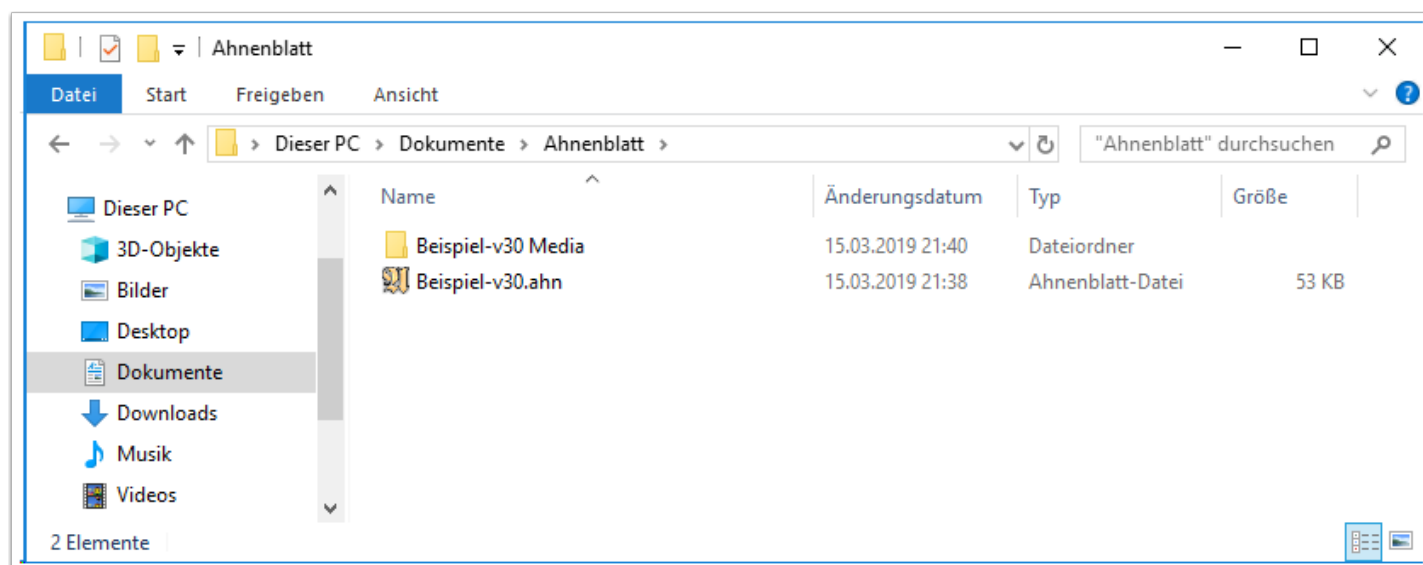 Ahnenblatt
Datei Start Freigeben Ansicht
Dieser PC Dokumente Ahnenblatt "Ahnenblatt" durchsuchen
Dieser PC
3D-Objekte
Bilder
Desktop
Dokumente
Downloads
Musik
Videos
Name Änderungsdatum Typ Größe
Beispiel-v30 Media 15.03.2019 21:40 Dateiordner
Beispiel-v30.ahn 15.03.2019 21:38 Ahnenblatt-Datei 53 KB
2 Elemente